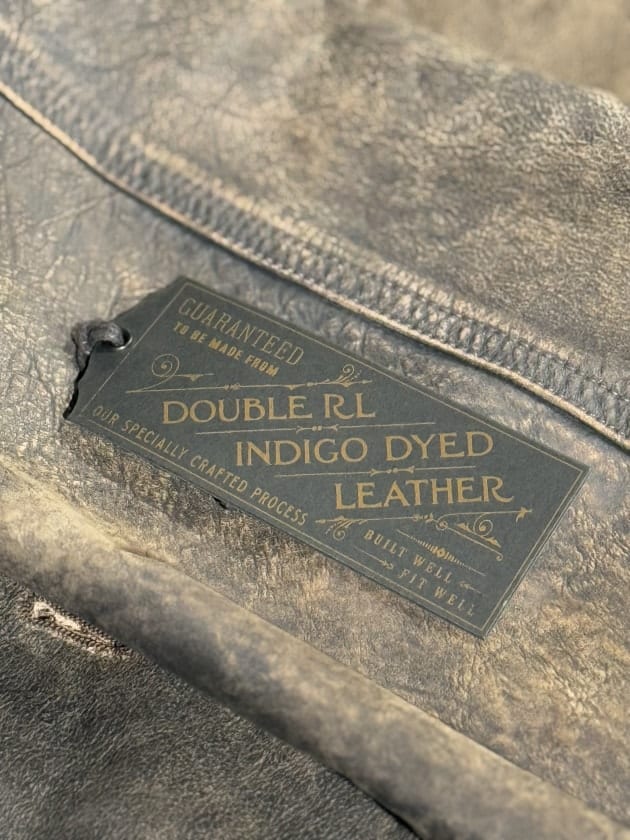 GUARANTEED
TO BE MADE FROM
DOUBLE RL
INDIGO DYED
LEATHER
OUR SPECIALLY CRAFTED PROCESS
BUILT WELL
FIT WELL